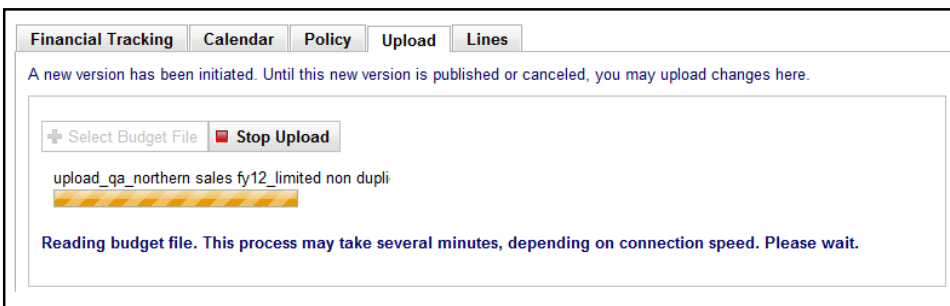 Financial Tracking Calendar Policy Upload Lines
A new version has been initiated. Until this new version is published or canceled, you may upload changes here.
Select Budget File Stop Upload
upload_qa_northern sales fy12_limited non dupli
Reading budget file. This process may take several minutes, depending on connection speed. Please wait.